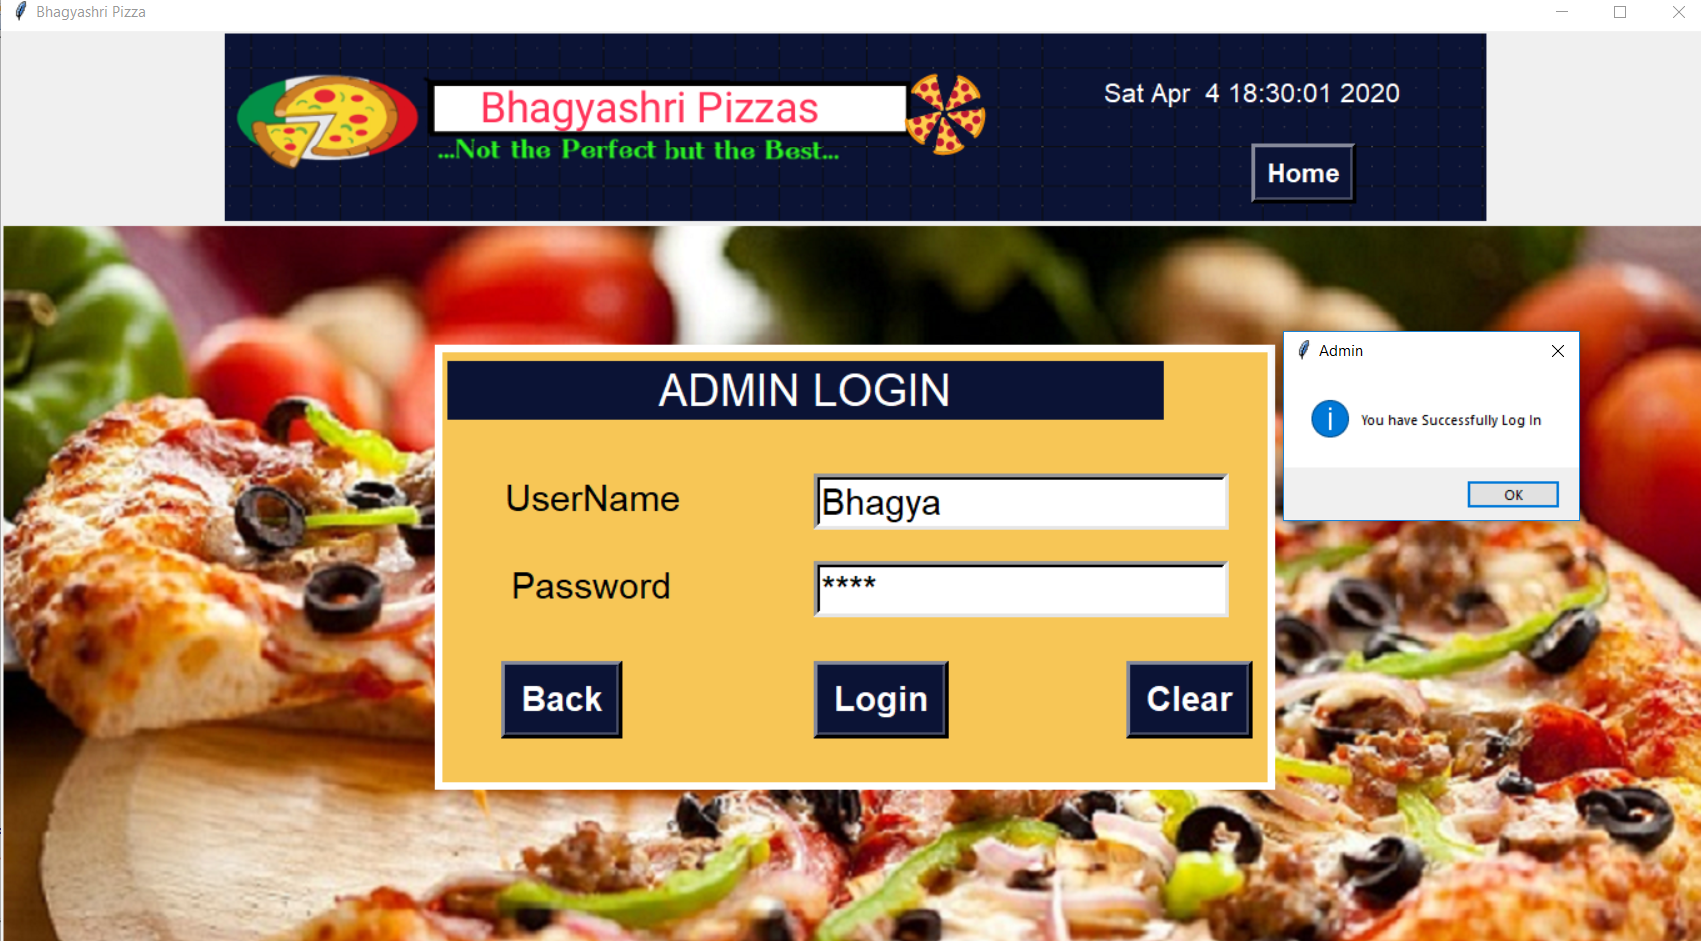 Bhagyashri Pizza
Bhagyashri Pizzas
...Not the Perfect but the Best...
Sat Apr  4 18:30:01 2020
Home
ADMIN LOGIN
UserName
Bhagya
Password
****
Back
Login
Clear
Admin
You have Successfully Log In
OK